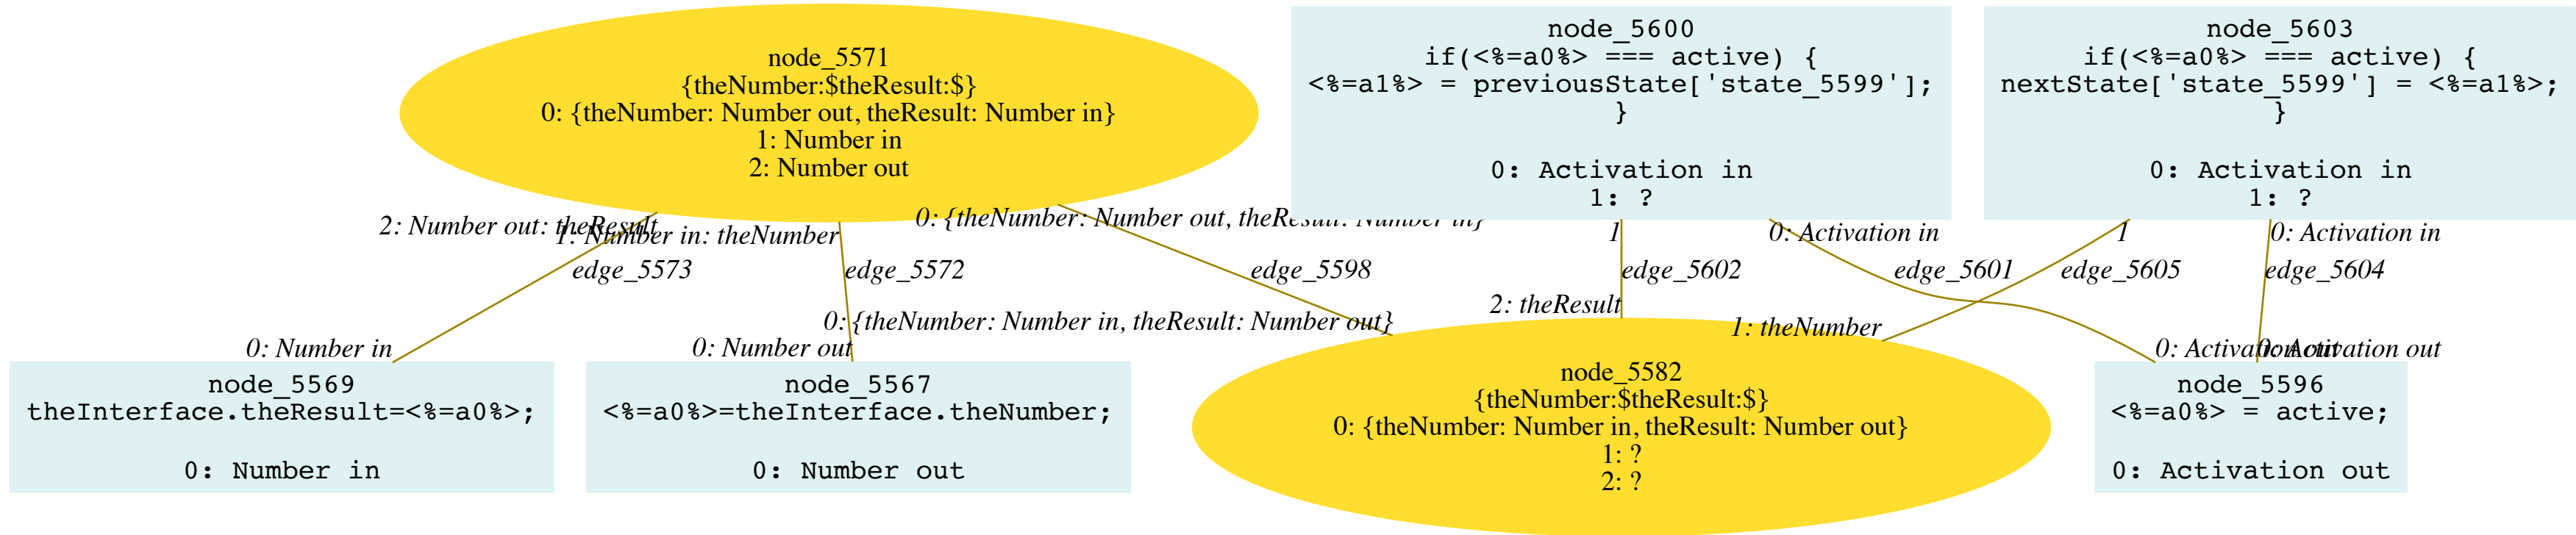 node_5571
{theNumber:$theResult:$}
0: {theNumber: Number out, theResult: Number in}
1: Number in
2: Number out
node_5600
if(<%=a0%> === active) {
<%=a1%> = previousState['state_5599'];
}
0: Activation in
1: ?
node_5603
if(<%=a0%> === active) {
nextState['state_5599'] = <%=a1%>;
}
0: Activation in
1: ?
2: Number out: theResult
1: Number in: theNumber
0: {theNumber: Number out, theResult: Number in}
1
0: Activation in
1
0: Activation in
edge_5573
edge_5572
edge_5598
edge_5602
edge_5601
edge_5605
edge_5604
0: Number in
0: Number out
0: {theNumber: Number in, theResult: Number out}
2: theResult
1: theNumber
0: Activation out
0: Activation out
node_5569
theInterface.theResult=<%=a0%>;
0: Number in
node_5567
<%=a0%>=theInterface.theNumber;
0: Number out
node_5582
{theNumber:$theResult:$}
0: {theNumber: Number in, theResult: Number out}
1: ?
2: ?
node_5596
<%=a0%> = active;
0: Activation out